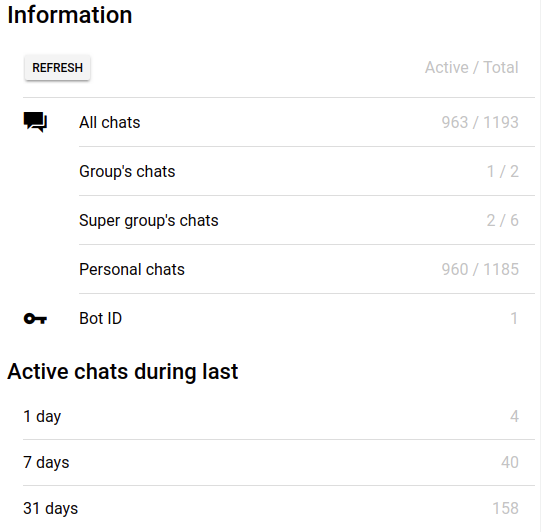 Information
REFRESH Active / Total
All chats 963 / 1193
Group's chats 1 / 2
Super group's chats 2 / 6
Personal chats 960 / 1185
Bot ID 1
Active chats during last
1 day 4
7 days 40
31 days 158